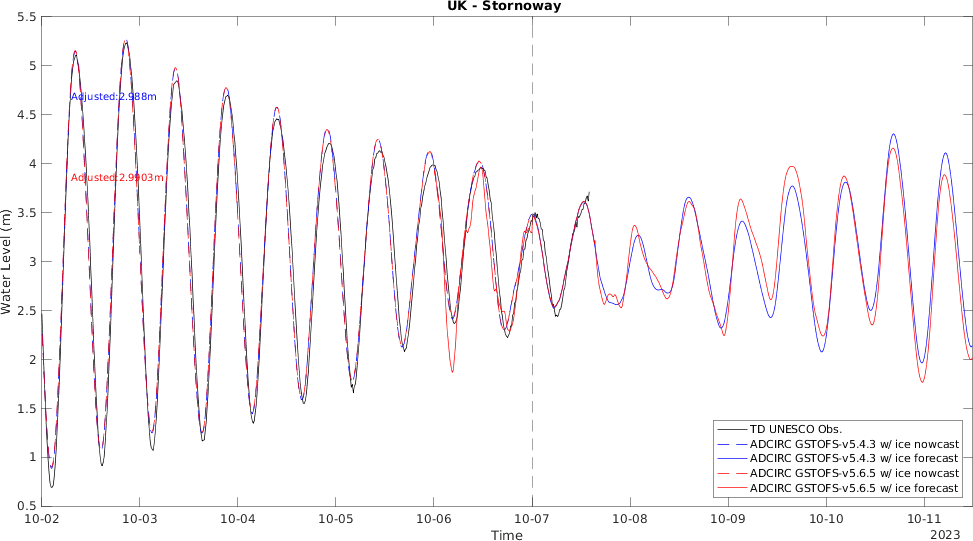 UK - Stornoway
5.5
5
4.5
4
3.5
3
2.5
2
1.5
1
0.5
Water Level (m)
Adjusted:2.988m
Adjusted:2.9903m
TD UNESCO Obs.
ADCIRC GSTOFS-v5.4.3 w/ ice nowcast
ADCIRC GSTOFS-v5.4.3 w/ ice forecast
ADCIRC GSTOFS-v5.6.5 w/ ice nowcast
ADCIRC GSTOFS-v5.6.5 w/ ice forecast
10-02 10-03 10-04 10-05 10-06 10-07 10-08 10-09 10-10 10-11
Time
2023